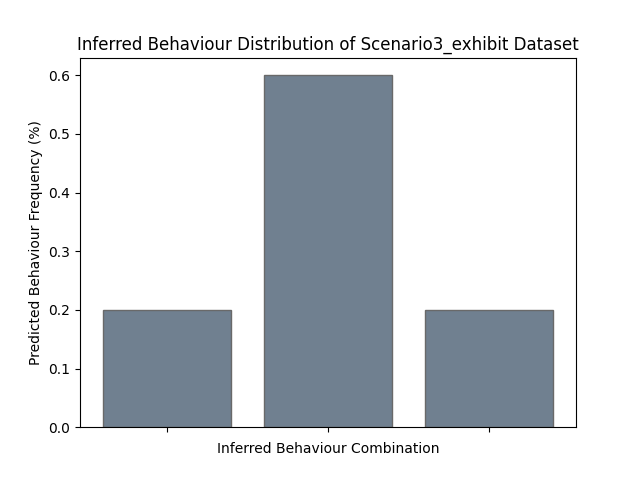 Inferred Behaviour Distribution of Scenario3_exhibit Dataset
Predicted Behaviour Frequency (%)
0.6
0.5
0.4
0.3
0.2
0.1
0.0
Inferred Behaviour Combination